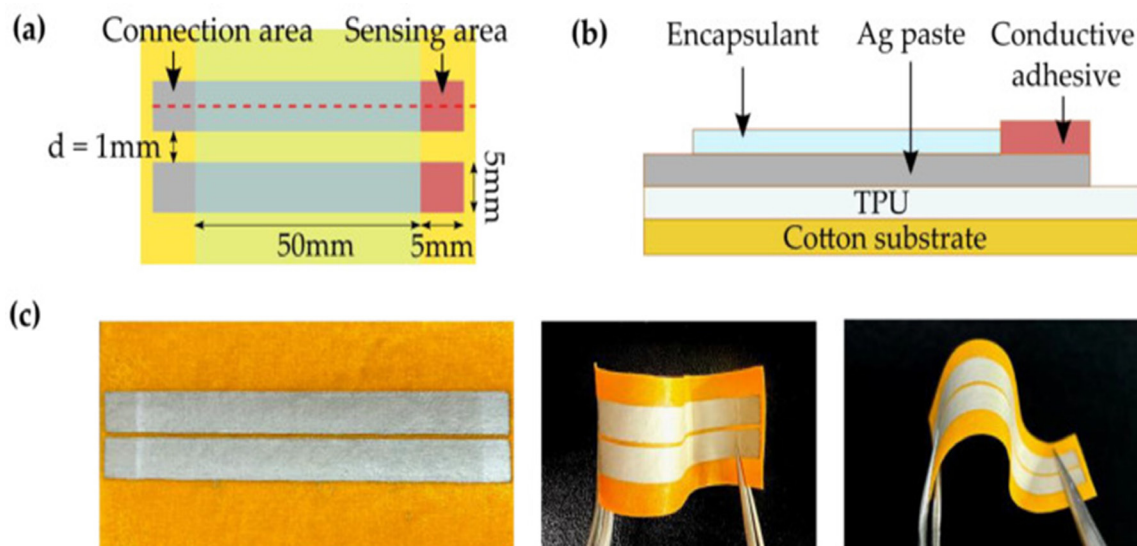 (a)
Connection area
Sensing area
d = 1mm
5mm
50mm
5mm
(b)
Encapsulant
Ag paste
Conductive
adhesive
TPU
Cotton substrate
(c)